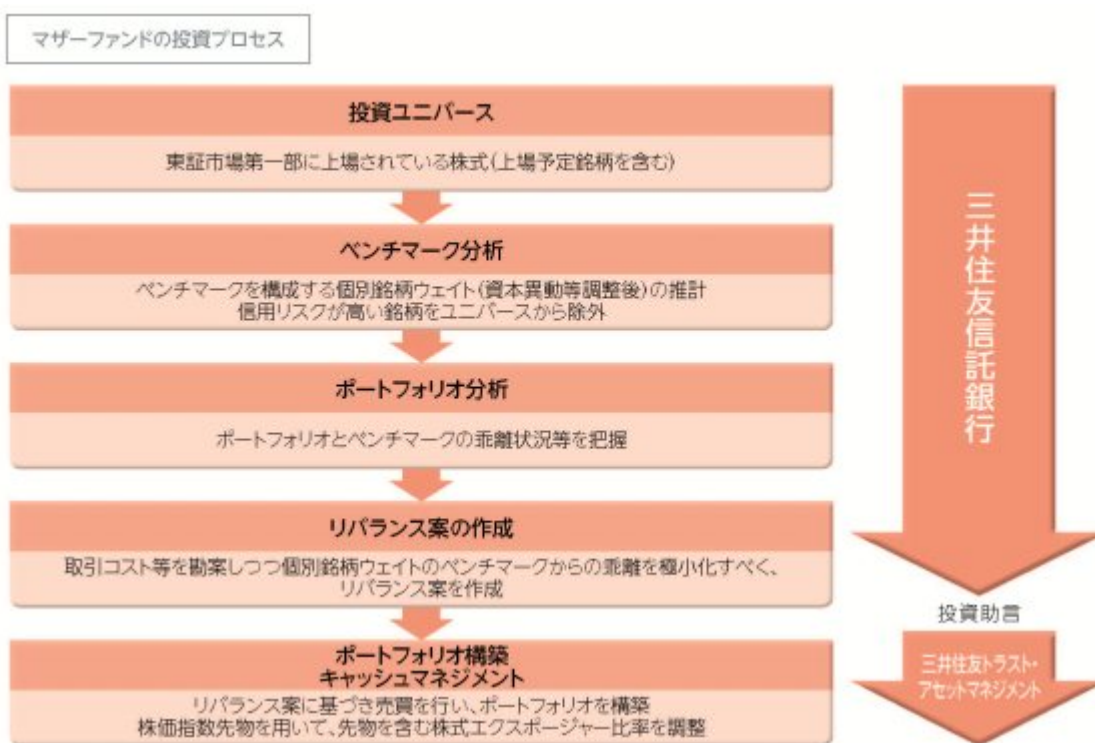 マザーファンドの投資プロセス
投資ユニバース
東証市場第一部に上場されている株式(上場予定銘柄を含む)
ベンチマーク分析
ベンチマークを構成する個別銘柄ウェイト(資本異動等調整後)の推計
信用リスクが高い銘柄をユニバースから除外
ポートフォリオ分析
ポートフォリオとベンチマークの乖離状況等を把握
リバランス案の作成
取引コスト等を勘案しつつ個別銘柄ウェイトのベンチマークからの乖離を極小化すべく、
リバランス案を作成
ポートフォリオ構築
キャッシュマネジメント
リバランス案に基づき売買を行い、ポートフォリオを構築
株価指数先物を用いて、先物を含む株式エクスポージャー比率を調整
三井住友信託銀行
投資助言
三井住友トラスト・
アセットマネジメント